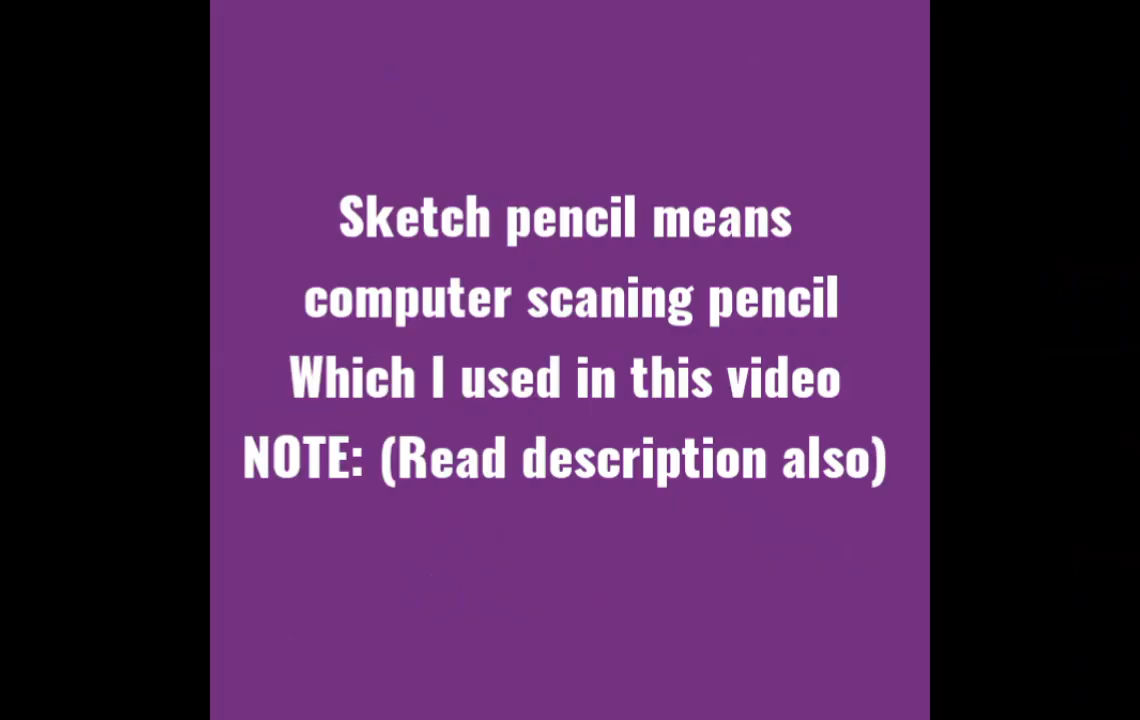 Sketch pencil means
computer scaning pencil
Which I used in this video
NOTE: (Read description also)